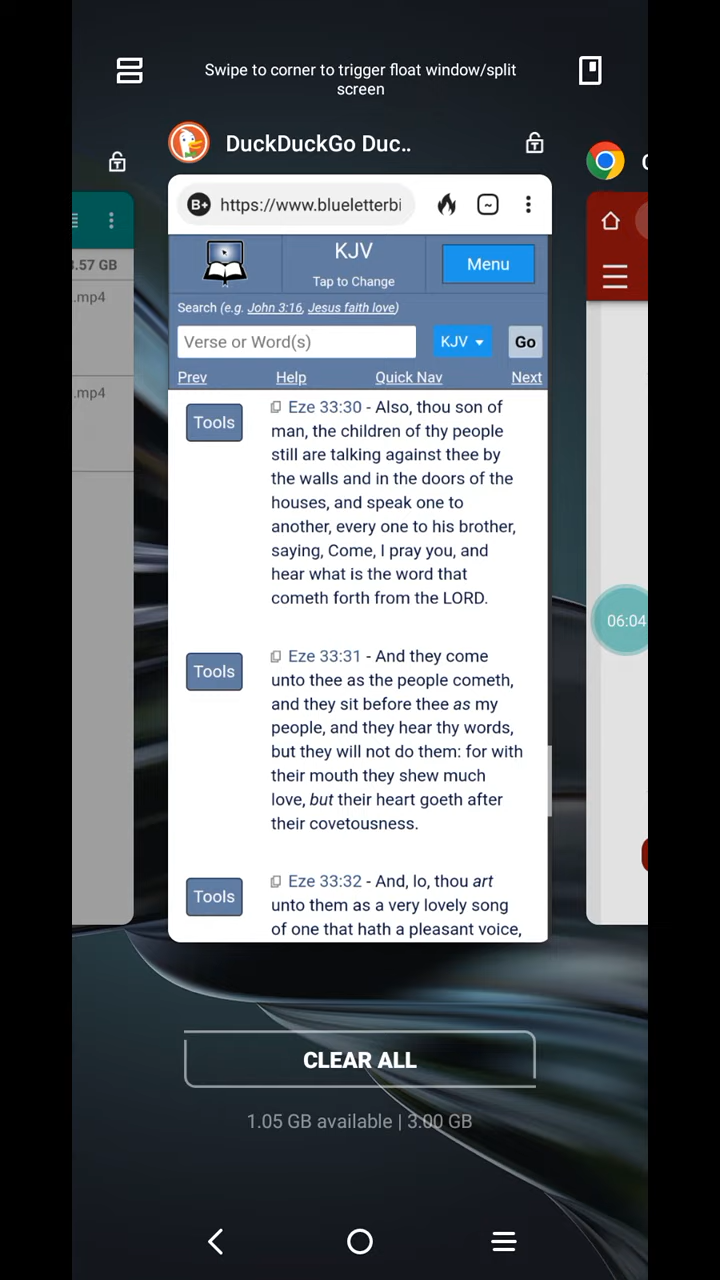 Swipe to corner to trigger float window/split
screen
DuckDuckGo Duc..
B+ https://www.blueletterbi
KJV
Tap to Change
Menu
Search (e.g. John 3:16, Jesus faith love)
Verse or Word(s)
KJV
Go
Prev Help Quick Nav Next
Tools
Eze 33:30 - Also, thou son of
man, the children of thy people
still are talking against thee by
the walls and in the doors of the
houses, and speak one to
another, every one to his brother,
saying, Come, I pray you, and
hear what is the word that
cometh forth from the LORD.
Tools
Eze 33:31 - And they come
unto thee as the people cometh,
and they sit before thee as my
people, and they hear thy words,
but they will not do them: for with
their mouth they shew much
love, but their heart goeth after
their covetousness.
Tools
Eze 33:32 - And, lo, thou art
unto them as a very lovely song
of one that hath a pleasant voice,
.57 GB
.mp4
.mp4
06:04
CLEAR ALL
1.05 GB available | 3.00 GB